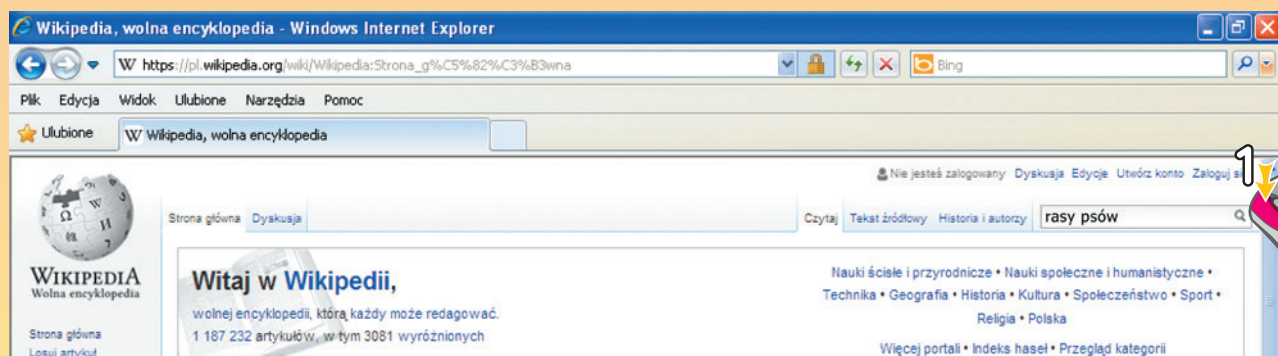 Wikipedia, wolna encyklopedia - Windows Internet Explorer
https://pl.wikipedia.org/wiki/Wikipedia:Strona_g%C5%82%C3%B3wna
Bing
Plik Edycja Widok Ulubione Narzędzia Pomoc
Ulubione
W Wikipedia, wolna encyklopedia
Nie jesteś zalogowany Dyskusja Edycje Utwórz konto Zaloguj
1
Strona główna Dyskusja
Czytaj Tekst źródłowy Historia i autorzy
rasy psów
WIKIPEDIA
Wolna encyklopedia
Witaj w Wikipedii,
wolnej encyklopedii, którą każdy może redagować.
1 187 232 artykułów, w tym 3081 wyróżnionych
Nauki ścisłe i przyrodnicze • Nauki społeczne i humanistyczne •
Technika • Geografia • Historia • Kultura • Społeczeństwo • Sport •
Religia • Polska
Więcej portali • Indeks haseł • Przegląd kategorii
Strona główna
Losuj artykuł